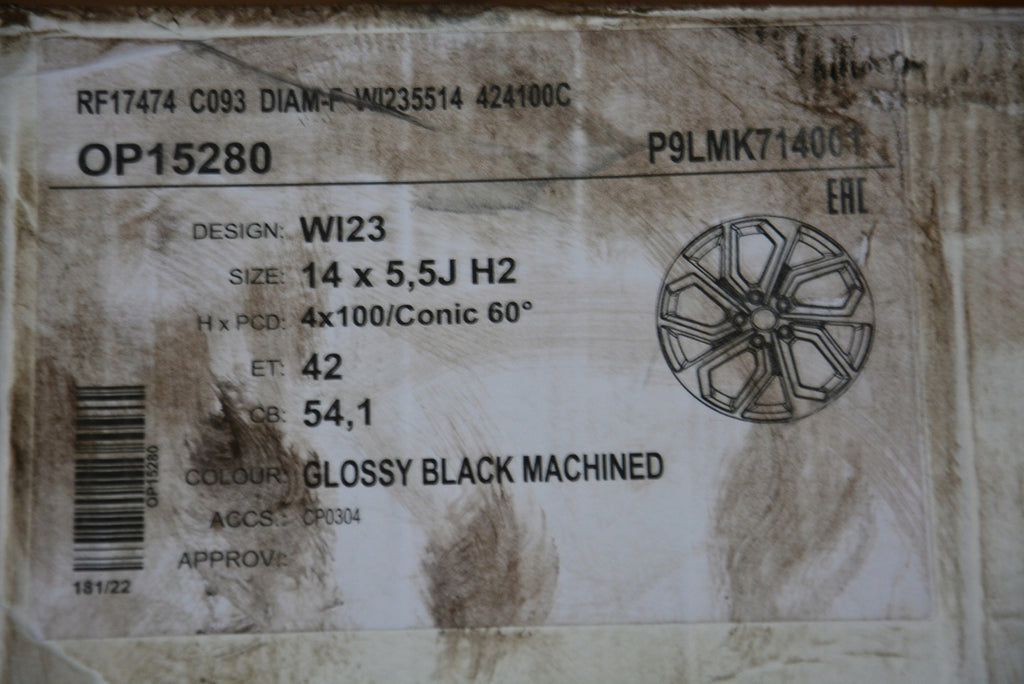 RF17474 C093 DIAM-F WI235514 424100C
OP15280
P9LMK714001
EAC
DESIGN: WI23
SIZE: 14 x 5,5J H2
H x PCD: 4x100/Conic 60°
ET: 42
CB: 54,1
COLOUR: GLOSSY BLACK MACHINED
ACCS.: CP0304
APPROV.:
OP15280
181/22